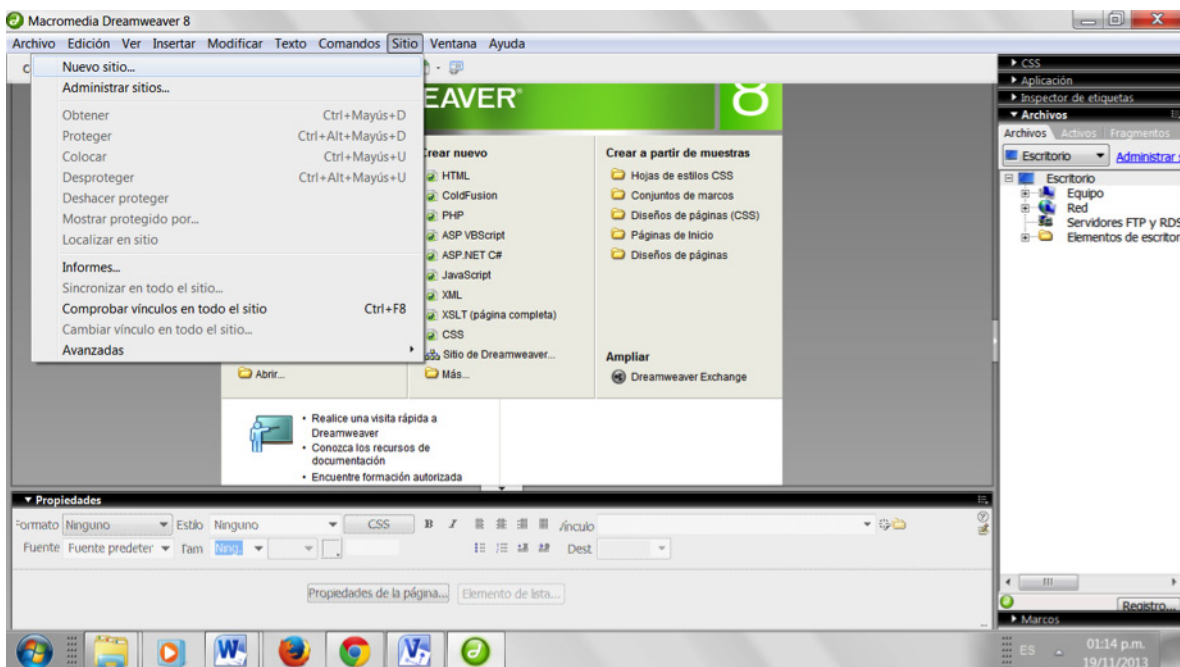 Macromedia Dreamweaver 8
Archivo Edición Ver Insertar Modificar Texto Comandos Sitio Ventana Ayuda
Nuevo sitio...
Administrar sitios...
Obtener Ctrl+Mayús+D
Proteger Ctrl+Alt+Mayús+D
Colocar Ctrl+Mayús+U
Desproteger Ctrl+Alt+Mayús+U
Deshacer proteger
Mostrar protegido por...
Localizar en sitio
Informes...
Sincronizar en todo el sitio...
Comprobar vínculos en todo el sitio Ctrl+F8
Cambiar vínculo en todo el sitio...
Avanzadas
EAVER® 8
Crear nuevo
HTML
ColdFusion
PHP
ASP VBScript
ASP.NET C#
JavaScript
XML
XSLT (página completa)
CSS
Sitio de Dreamweaver...
Más...
Abrir...
Crear a partir de muestras
Hojas de estilos CSS
Conjuntos de marcos
Diseños de páginas (CSS)
Páginas de Inicio
Diseños de páginas
Ampliar
Dreamweaver Exchange
• Realice una visita rápida a
Dreamweaver
• Conozca los recursos de
documentación
• Encuentre formación autorizada
CSS
Aplicación
Inspector de etiquetas
Archivos
Archivos Activos Fragmentos
Escritorio Administrar s
Escritorio
Equipo
Red
Servidores FTP y RDS
Elementos de escritor
Registro...
Marcos
Propiedades
Formato Ninguno Estilo Ninguno CSS B I vínculo
Fuente Fuente predeter Tam Ning. Dest
Propiedades de la página... Elemento de lista...
ES 01:14 p.m.
19/11/2013